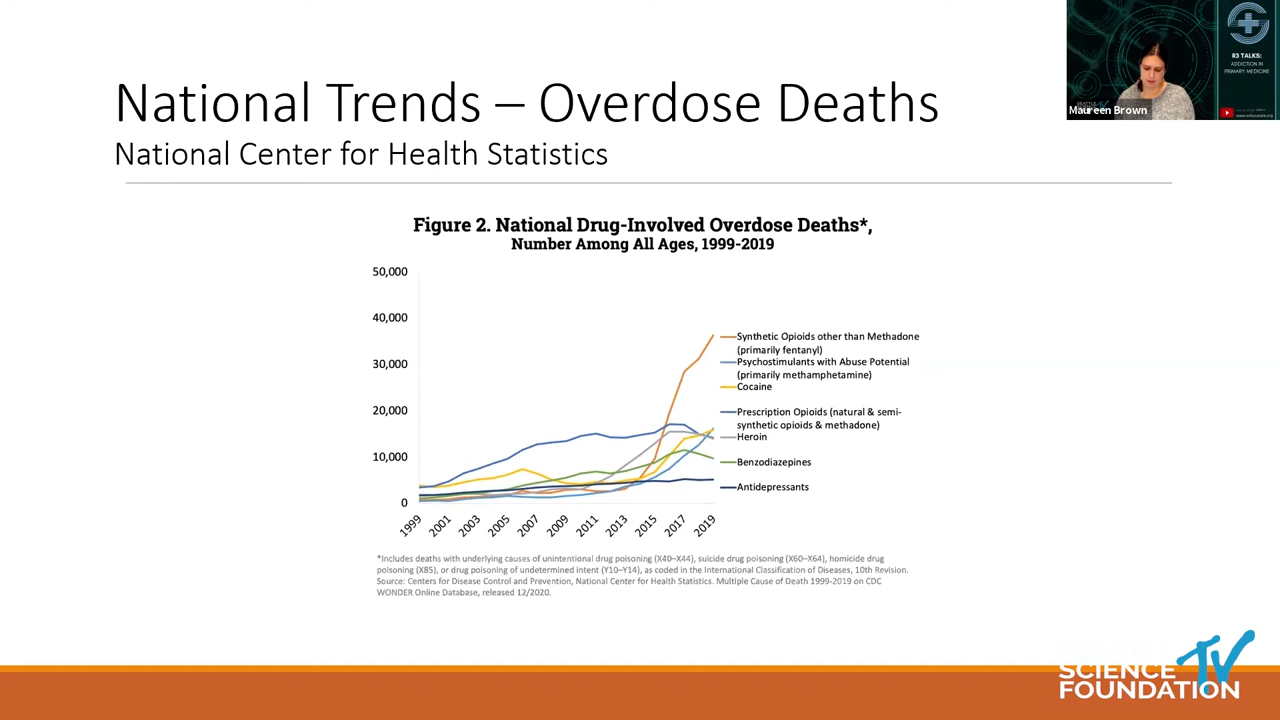 National Trends – Overdose Deaths
National Center for Health Statistics
R3 TALKS:
ADDICTION IN
PRIMARY MEDICINE
Maureen Brown
Figure 2. National Drug-Involved Overdose Deaths*,
Number Among All Ages, 1999-2019
50,000
40,000
30,000
20,000
10,000
0
1999
2001
2003
2005
2007
2009
2011
2013
2015
2017
2019
Synthetic Opioids other than Methadone
(primarily fentanyl)
Psychostimulants with Abuse Potential
(primarily methamphetamine)
Cocaine
Prescription Opioids (natural & semi-
synthetic opioids & methadone)
Heroin
Benzodiazepines
Antidepressants
*Includes deaths with underlying causes of unintentional drug poisoning (X40–X44), suicide drug poisoning (X60–X64), homicide drug
poisoning (X85), or drug poisoning of undetermined intent (Y10–Y14), as coded in the International Classification of Diseases, 10th Revision.
Source: Centers for Disease Control and Prevention, National Center for Health Statistics. Multiple Cause of Death 1999-2019 on CDC
WONDER Online Database, released 12/2020.
SCIENCE TV
FOUNDATION